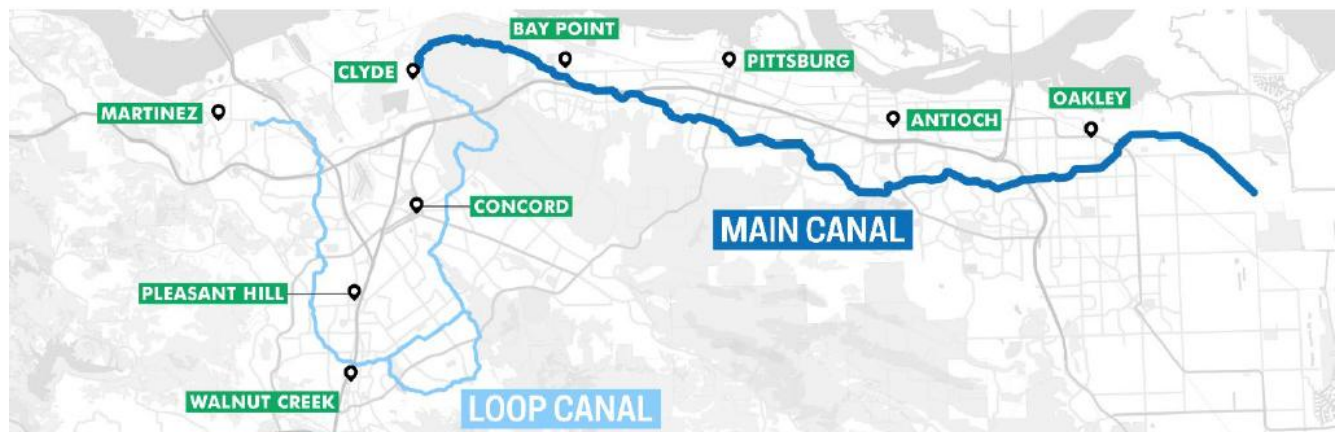 BAY POINT
CLYDE
PITTSBURG
MARTINEZ
ANTIOCH
OAKLEY
CONCORD
MAIN CANAL
PLEASANT HILL
WALNUT CREEK
LOOP CANAL